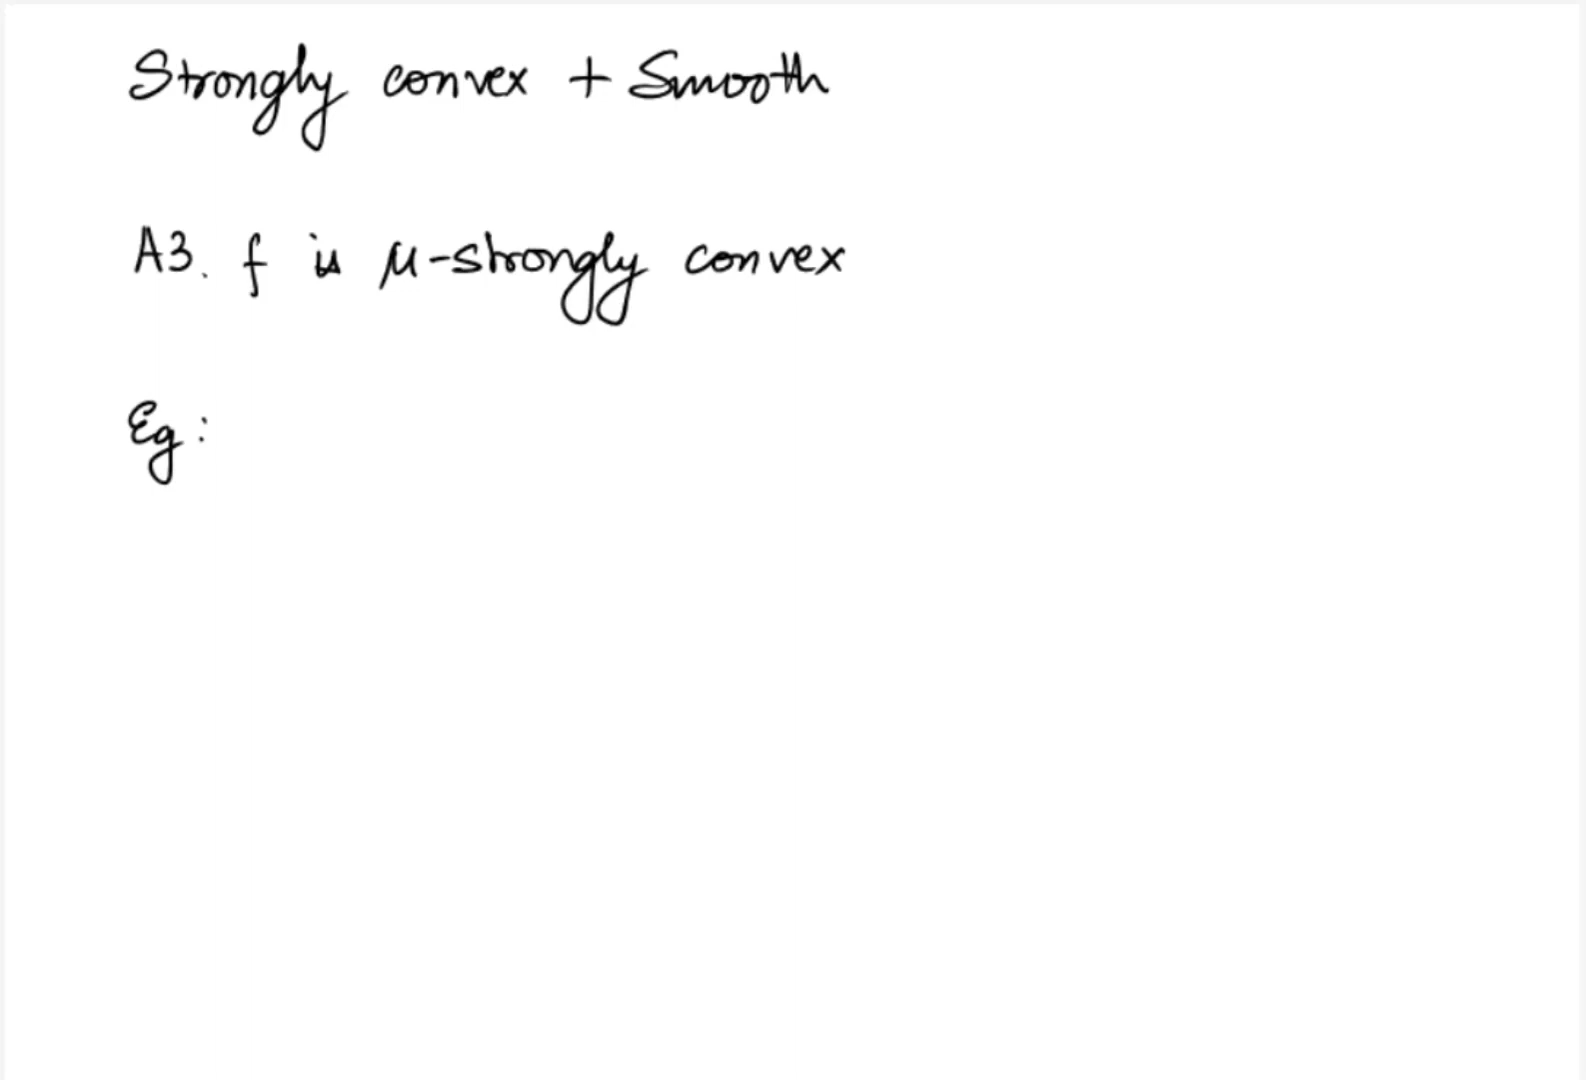 Strongly convex + Smooth
A3. f is μ-strongly convex
Eg: